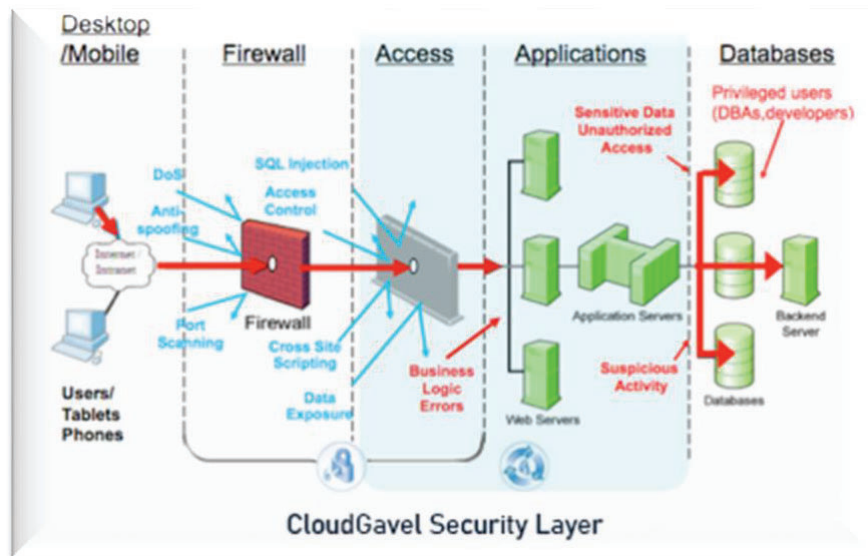 Desktop
/Mobile
Firewall
Access
Applications
Databases
Privileged users
(DBAs,developers)
Sensitive Data
Unauthorized
Access
SQL Injection
DoS
Access
Control
Anti-
spoofing
Internet /
Intranet
Port
Scanning
Firewall
Cross Site
Scripting
Data
Exposure
Business
Logic
Errors
Application Servers
Backend
Server
Suspicious
Activity
Web Servers
Databases
Users/
Tablets
Phones
CloudGavel Security Layer